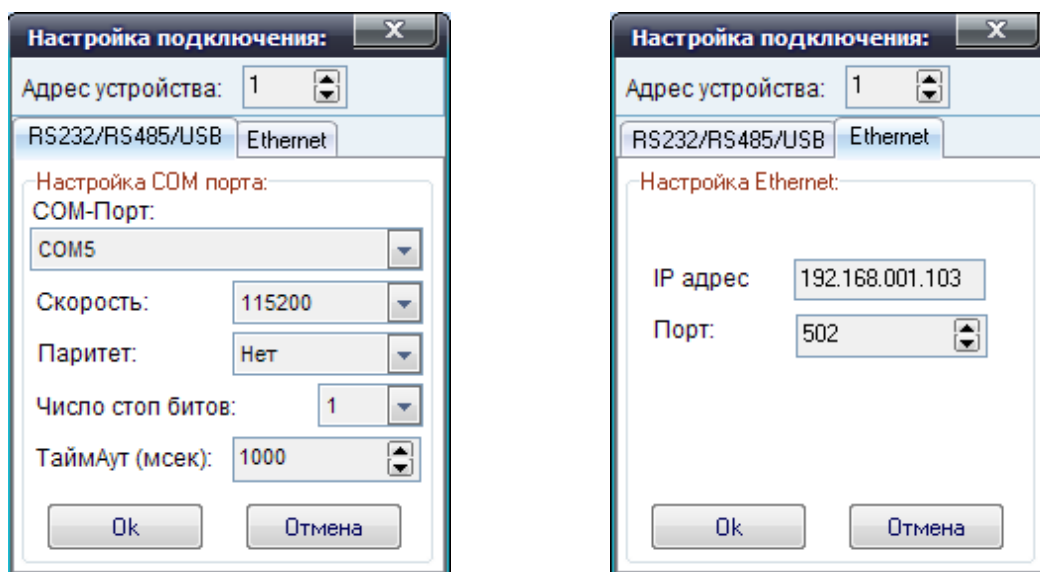 Настройка подключения:
x
Адрес устройства: 1
RS232/RS485/USB Ethernet
Настройка COM порта:
COM-Порт:
COM5
Скорость: 115200
Паритет: Нет
Число стоп битов: 1
ТаймАут (мсек): 1000
Ok Отмена
Настройка подключения:
x
Адрес устройства: 1
RS232/RS485/USB Ethernet
Настройка Ethernet:
IP адрес 192.168.001.103
Порт: 502
Ok Отмена